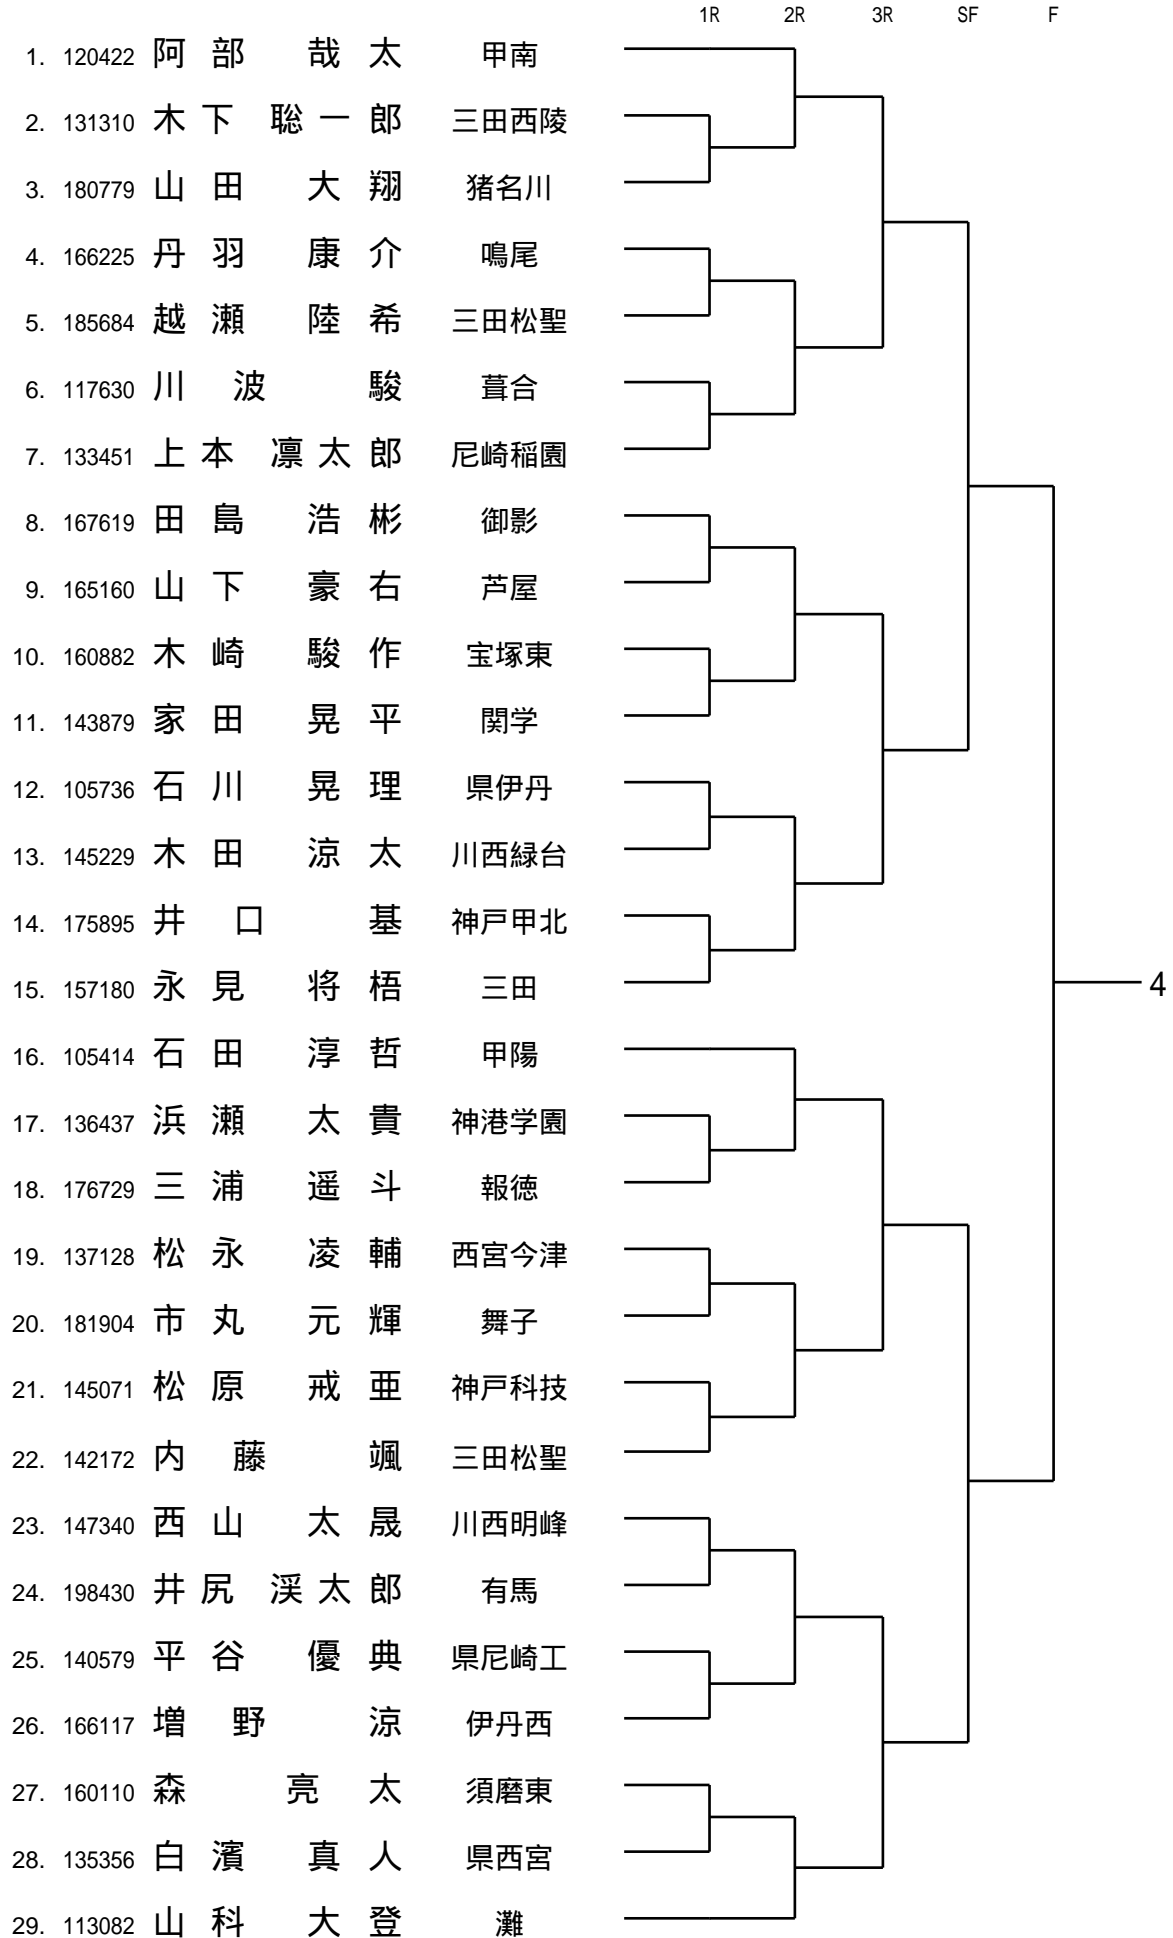 1R 2R 3R SF F
1. 120422 阿部 哉太 甲南
2. 131310 木下 聡一郎 三田西陵
3. 180779 山田 大翔 猪名川
4. 166225 丹羽 康介 鳴尾
5. 185684 越瀬 陸希 三田松聖
6. 117630 川波 駿 葺合
7. 133451 上本 凛太郎 尼崎稲園
8. 167619 田島 浩彬 御影
9. 165160 山下 豪右 芦屋
10. 160882 木崎 駿作 宝塚東
11. 143879 家田 晃平 関学
12. 105736 石川 晃理 県伊丹
13. 145229 木田 涼太 川西緑台
14. 175895 井口 基 神戸甲北
15. 157180 永見 将梧 三田
4
16. 105414 石田 淳哲 甲陽
17. 136437 浜瀬 太貴 神港学園
18. 176729 三浦 遥斗 報徳
19. 137128 松永 凌輔 西宮今津
20. 181904 市丸 元輝 舞子
21. 145071 松原 戒亜 神戸科技
22. 142172 内藤 颯 三田松聖
23. 147340 西山 太晟 川西明峰
24. 198430 井尻 渓太郎 有馬
25. 140579 平谷 優典 県尼崎工
26. 166117 増野 涼 伊丹西
27. 160110 森 亮太 須磨東
28. 135356 白濱 真人 県西宮
29. 113082 山科 大登 灘